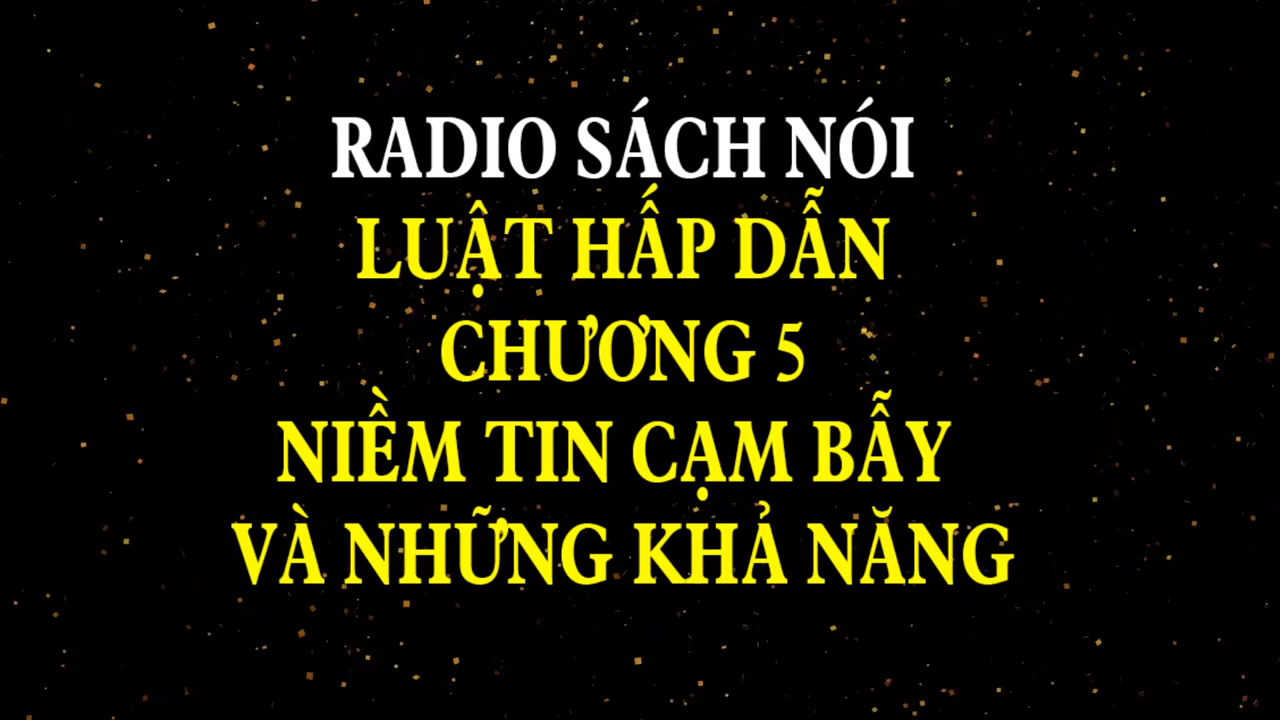 RADIO SÁCH NÓI
LUẬT HẤP DẪN
CHƯƠNG 5
NIỀM TIN CẠM BẪY
VÀ NHỮNG KHẢ NĂNG